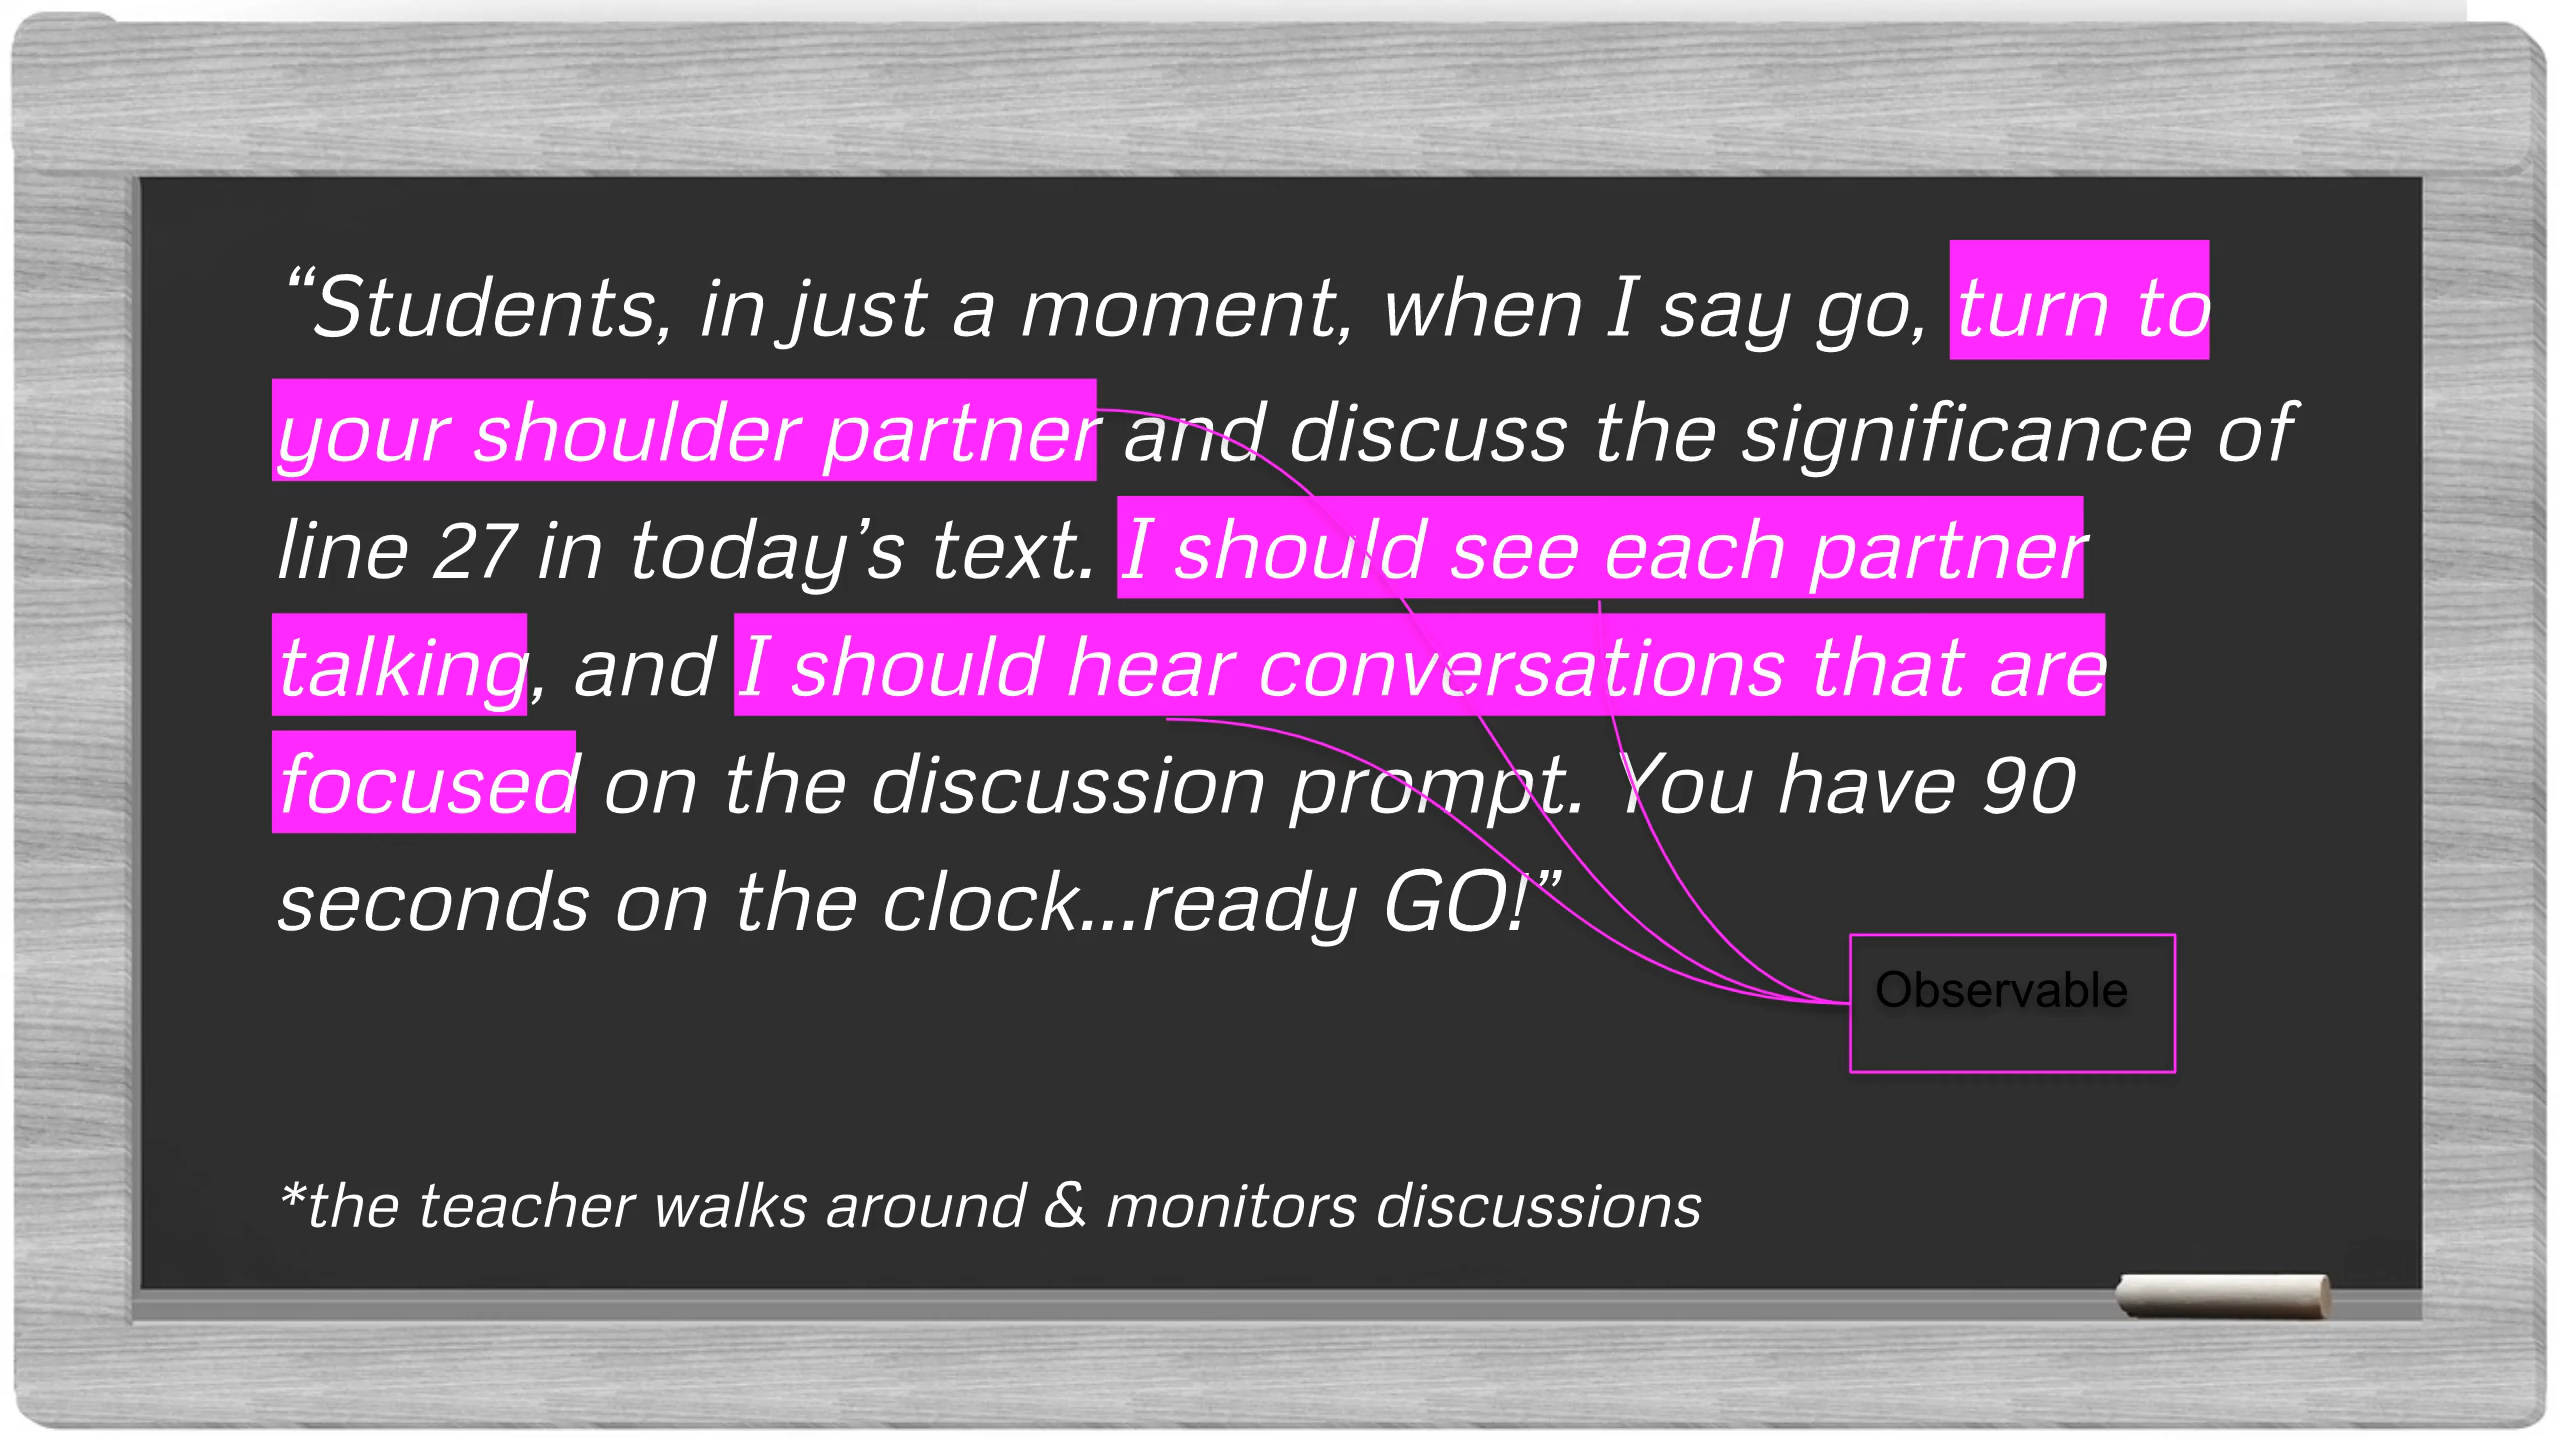 “Students, in just a moment, when I say go, turn to
your shoulder partner and discuss the significance of
line 27 in today’s text. I should see each partner
talking, and I should hear conversations that are
focused on the discussion prompt. You have 90
seconds on the clock...ready GO!”
Observable
*the teacher walks around & monitors discussions